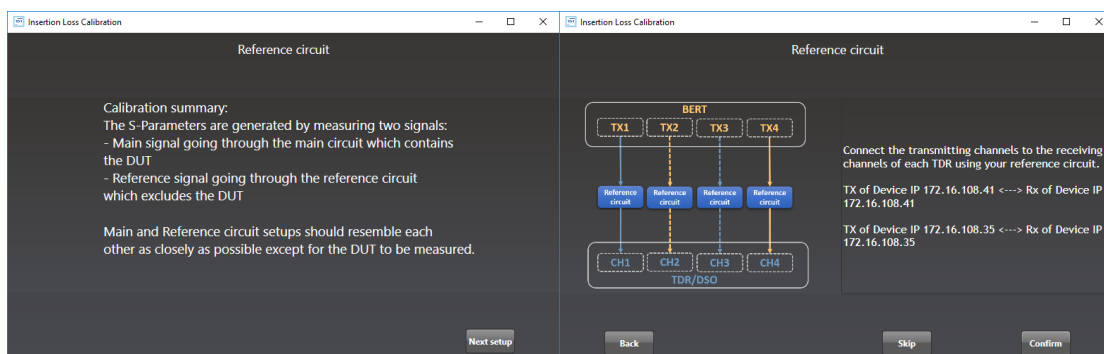 Insertion Loss Calibration
Reference circuit
Calibration summary:
The S-Parameters are generated by measuring two signals:
- Main signal going through the main circuit which contains
the DUT
- Reference signal going through the reference circuit
which excludes the DUT
Main and Reference circuit setups should resemble each
other as closely as possible except for the DUT to be measured.
Next setup
Insertion Loss Calibration
Reference circuit
BERT
TX1 TX2 TX3 TX4
Reference Reference Reference Reference
circuit circuit circuit circuit
CH1 CH2 CH3 CH4
TDR/DSO
Connect the transmitting channels to the receiving
channels of each TDR using your reference circuit.
TX of Device IP 172.16.108.41 <---> Rx of Device IP
172.16.108.41
TX of Device IP 172.16.108.35 <---> Rx of Device IP
172.16.108.35
Back Skip Confirm